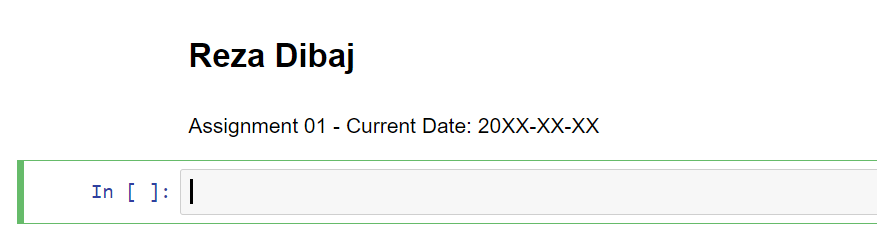 Reza Dibaj
Assignment 01 - Current Date: 20XX-XX-XX
In [ ]: